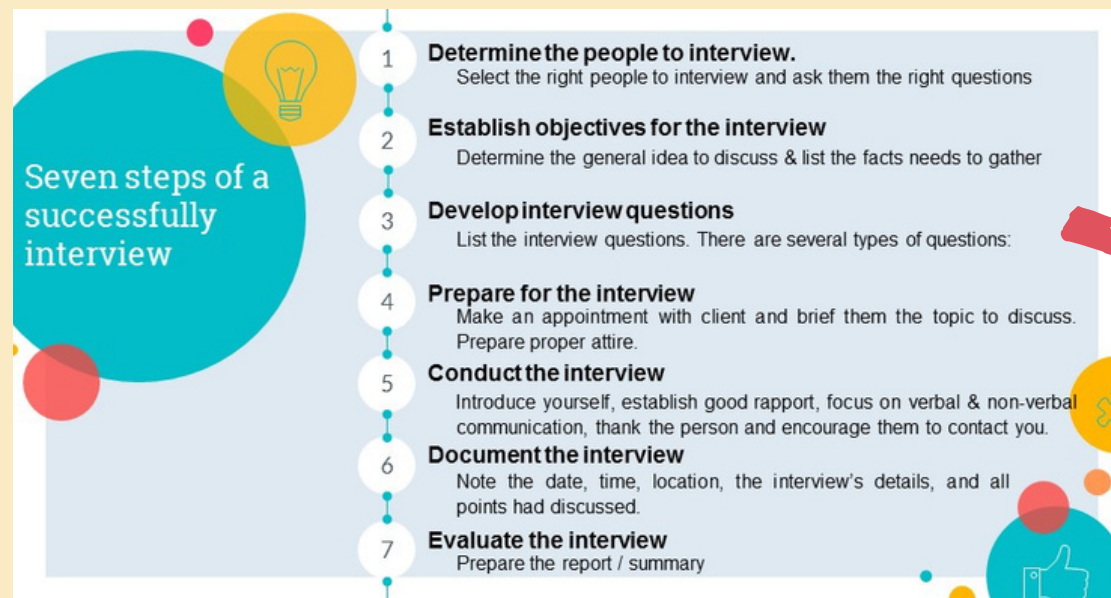 Seven steps of a
successfully
interview
1
Determine the people to interview.
Select the right people to interview and ask them the right questions
2
Establish objectives for the interview
Determine the general idea to discuss & list the facts needs to gather
3
Develop interview questions
List the interview questions. There are several types of questions:
4
Prepare for the interview
Make an appointment with client and brief them the topic to discuss.
Prepare proper attire.
5
Conduct the interview
Introduce yourself, establish good rapport, focus on verbal & non-verbal
communication, thank the person and encourage them to contact you.
6
Document the interview
Note the date, time, location, the interview's details, and all
points had discussed.
7
Evaluate the interview
Prepare the report / summary